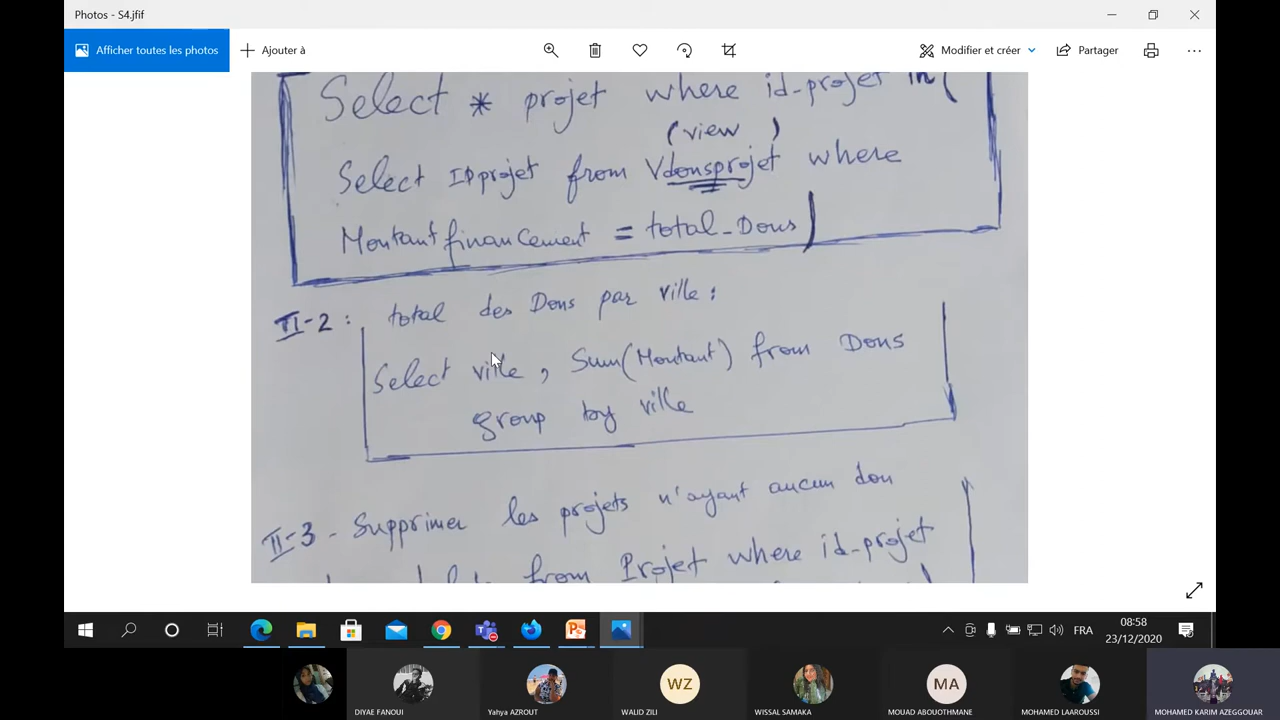 Photos - S4.jfif
Afficher toutes les photos
Ajouter à
Modifier et créer
Partager
Select * projet where id-projet in(
(view)
Select IDprojet from Vdonsprojet where
Montant financement = total_Dons)
II-2 : total des Dons par ville :
Select ville, Sum(Montant) from Dons
group by ville
II-3 - Supprimer les projets n'ayant aucun don
from Projet where id-projet
FRA
08:58
23/12/2020
WZ
MA
DIYAE FANOUI
Yahya AZROUT
WALID ZILI
WISSAL SAMAKA
MOUAD ABOUOTHMANE
MOHAMED LAAROUSSI
MOHAMED KARIM AZEGGOUAR